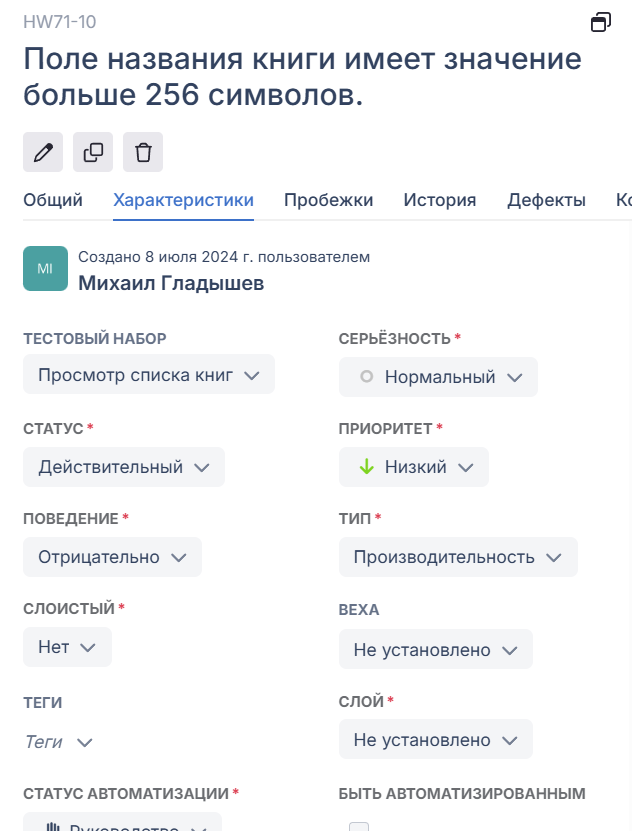 HW71-10
Поле названия книги имеет значение
больше 256 символов.
Общий Характеристики Пробежки История Дефекты
MI
Создано 8 июля 2024 г. пользователем
Михаил Гладышев
ТЕСТОВЫЙ НАБОР СЕРЬЁЗНОСТЬ *
Просмотр списка книг Нормальный
СТАТУС * ПРИОРИТЕТ *
Действительный Низкий
ПОВЕДЕНИЕ * ТИП *
Отрицательно Производительность
СЛОИСТЫЙ * ВЕХА
Нет Не установлено
ТЕГИ СЛОЙ *
Теги Не установлено
СТАТУС АВТОМАТИЗАЦИИ * БЫТЬ АВТОМАТИЗИРОВАННЫМ
Руководство